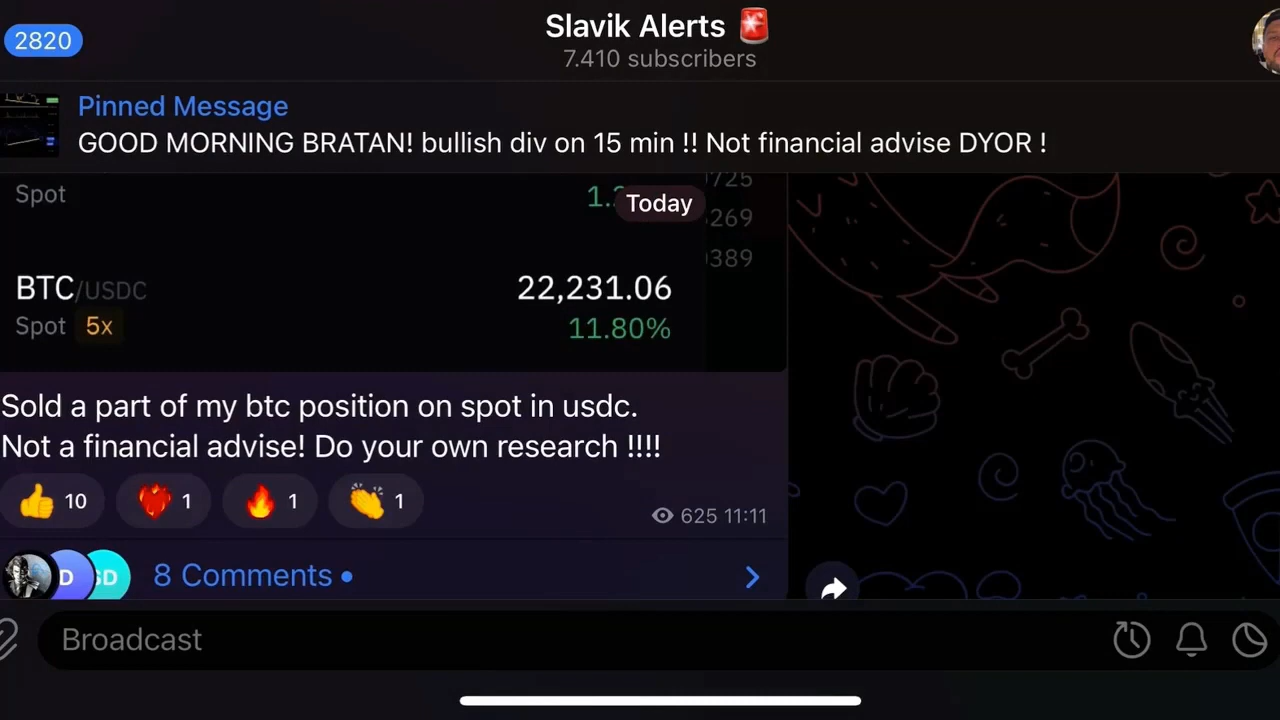 2820
Slavik Alerts 🚨
7.410 subscribers
Pinned Message
GOOD MORNING BRATAN! bullish div on 15 min !! Not financial advise DYOR !
Spot
Today
269
BTC/USDC 22,231.06
Spot 5x 11.80%
Sold a part of my btc position on spot in usdc.
Not a financial advise! Do your own research !!!!
👍 10 ❤️ 1 🔥 1 👏 1
625 11:11
D
8 Comments
Broadcast